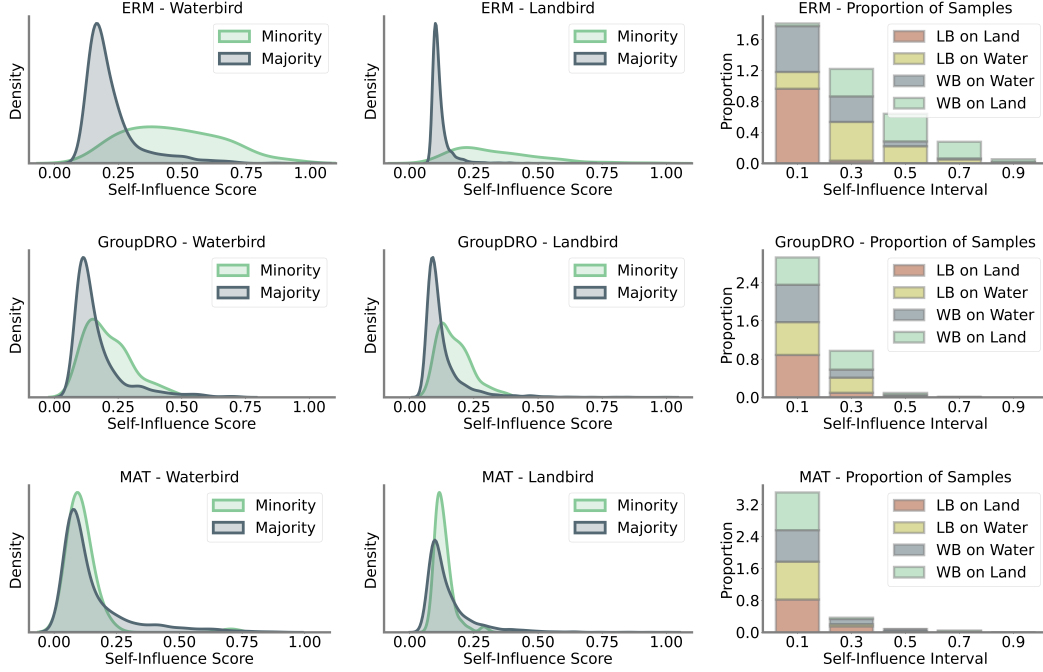 ERM - Waterbird
Density
Minority
Majority
0.00 0.25 0.50 0.75 1.00
Self-Influence Score
ERM - Landbird
Density
Minority
Majority
0.00 0.25 0.50 0.75 1.00
Self-Influence Score
ERM - Proportion of Samples
Proportion
1.6
1.2
0.8
0.4
0.0
LB on Land
LB on Water
WB on Water
WB on Land
0.1 0.3 0.5 0.7 0.9
Self-Influence Interval
GroupDRO - Waterbird
Density
Minority
Majority
0.00 0.25 0.50 0.75 1.00
Self-Influence Score
GroupDRO - Landbird
Density
Minority
Majority
0.00 0.25 0.50 0.75 1.00
Self-Influence Score
GroupDRO - Proportion of Samples
Proportion
2.4
1.6
0.8
0.0
LB on Land
LB on Water
WB on Water
WB on Land
0.1 0.3 0.5 0.7 0.9
Self-Influence Interval
MAT - Waterbird
Density
Minority
Majority
0.00 0.25 0.50 0.75 1.00
Self-Influence Score
MAT - Landbird
Density
Minority
Majority
0.00 0.25 0.50 0.75 1.00
Self-Influence Score
MAT - Proportion of Samples
Proportion
3.2
2.4
1.6
0.8
0.0
LB on Land
LB on Water
WB on Water
WB on Land
0.1 0.3 0.5 0.7 0.9
Self-Influence Interval